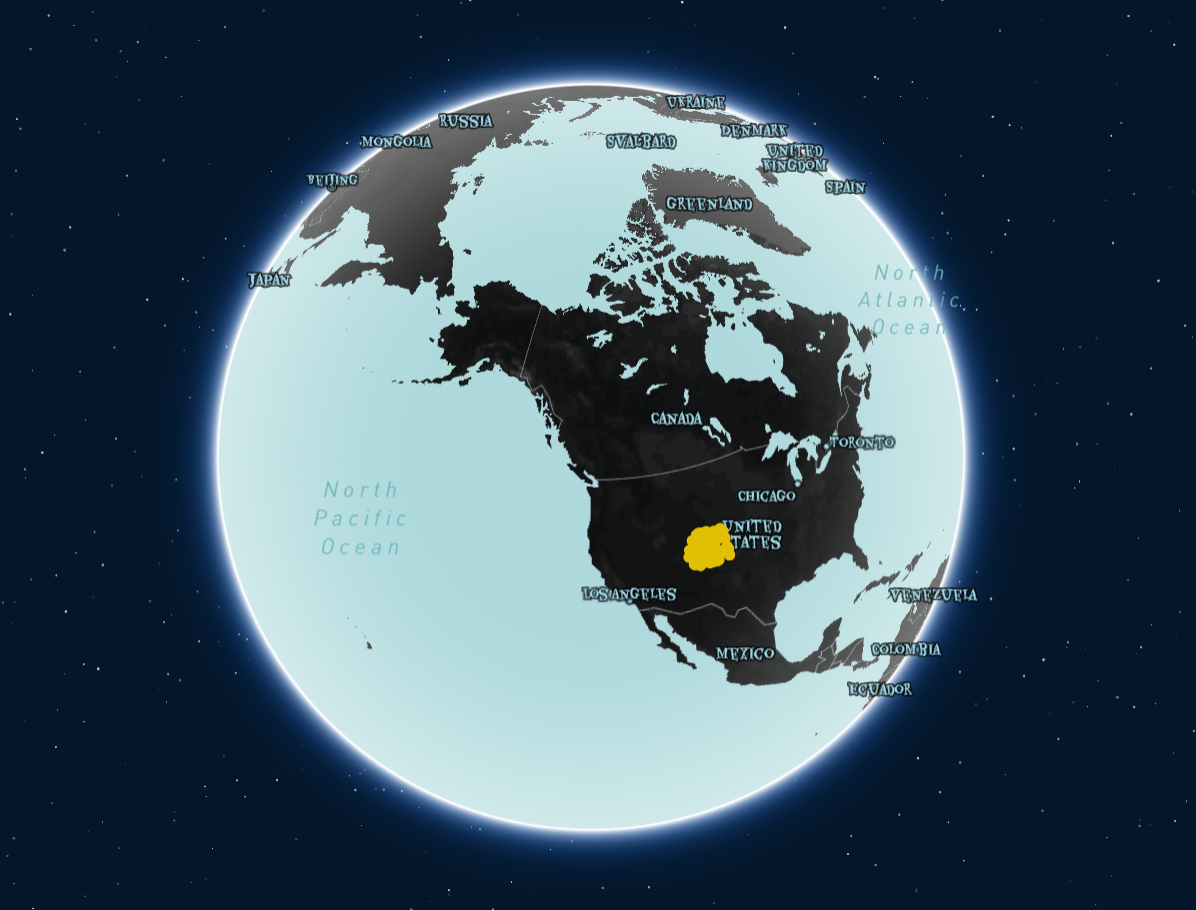 UKRAINE
RUSSIA
DENMARK
MONGOLIA
SVALBARD
UNITED
KINGDOM
BEIJING
SPAIN
GREENLAND
JAPAN
North
Atlantic
Ocean
CANADA
TORONTO
North
Pacific
Ocean
CHICAGO
UNITED
TATES
LOS ANGELES
VENEZUELA
MEXICO
COLOMBIA
ECUADOR